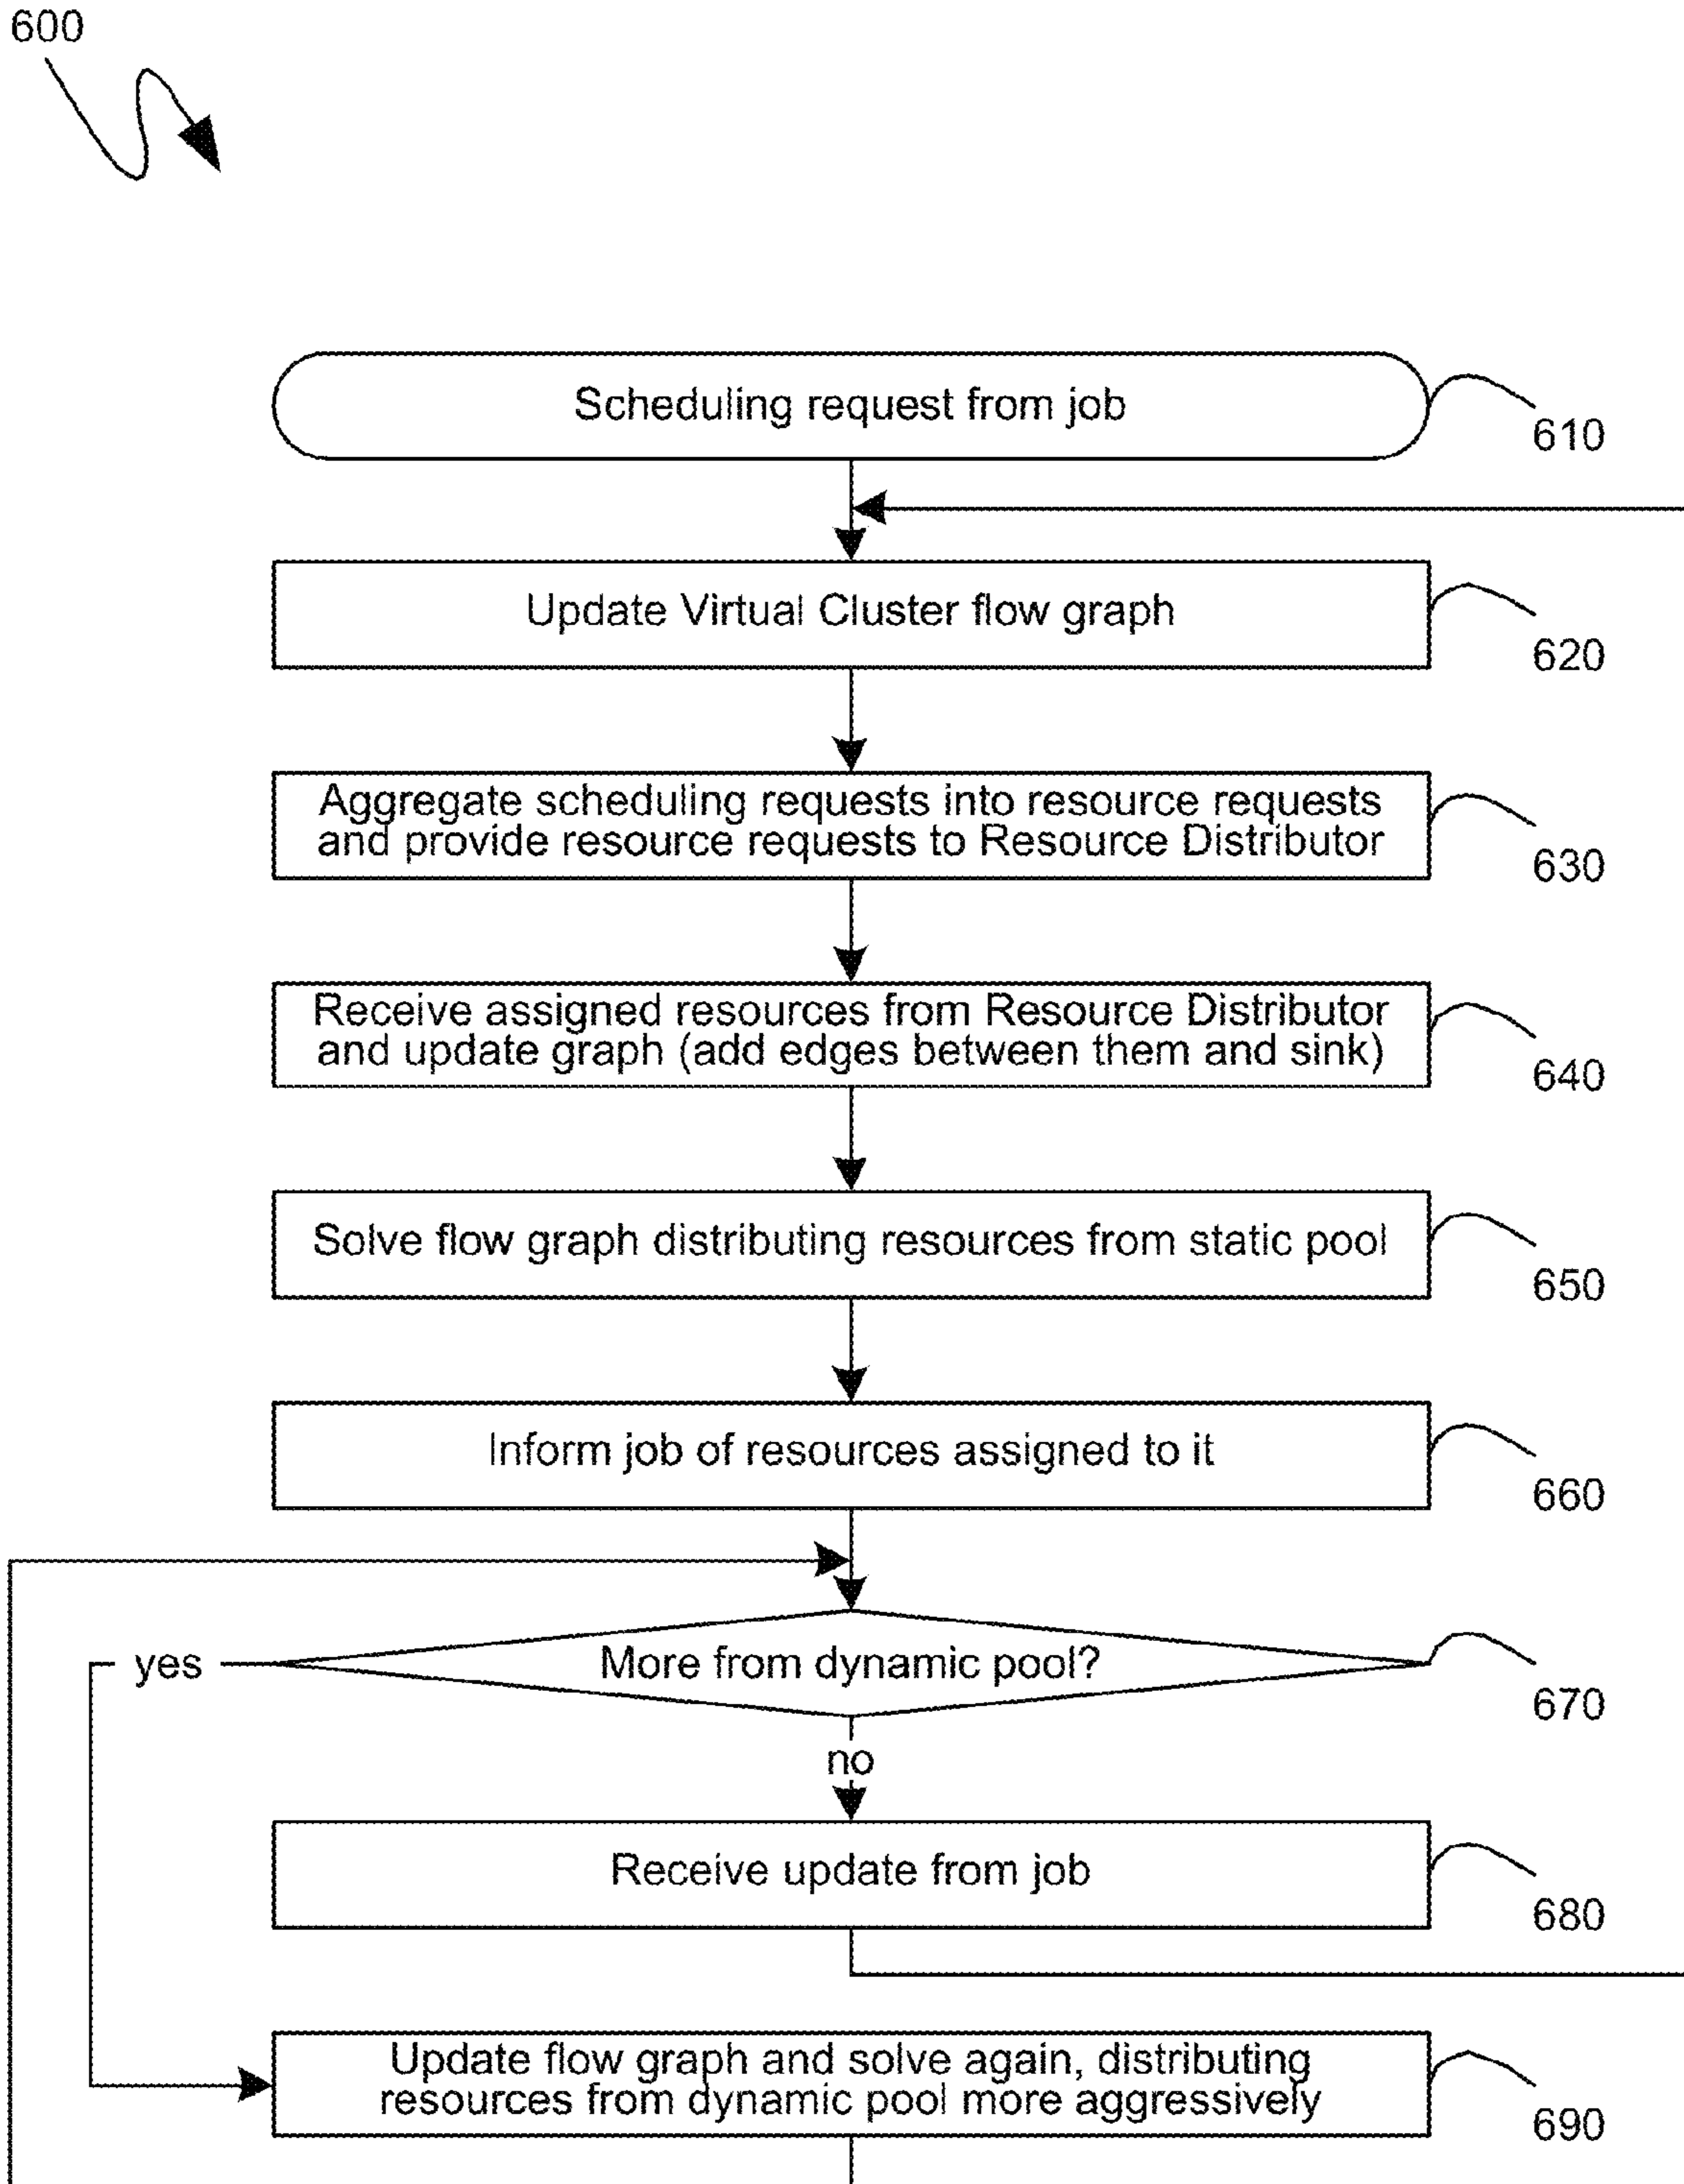 600
Scheduling request from job
610
Update Virtual Cluster flow graph
620
Aggregate scheduling requests into resource requests
and provide resource requests to Resource Distributor
630
Receive assigned resources from Resource Distributor
and update graph (add edges between them and sink)
640
Solve flow graph distributing resources from static pool
650
Inform job of resources assigned to it
660
More from dynamic pool?
yes
670
no
Receive update from job
680
Update flow graph and solve again, distributing
resources from dynamic pool more aggressively
690